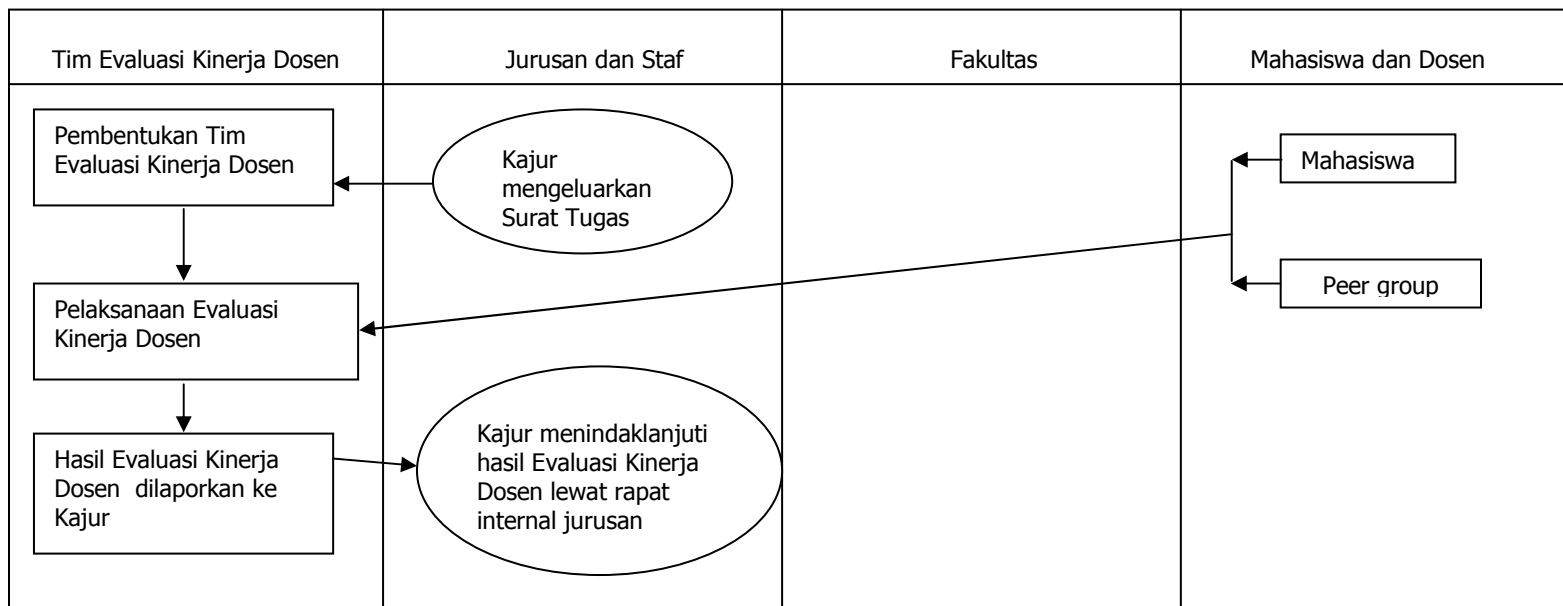 Tim Evaluasi Kinerja Dosen
Jurusan dan Staf
Fakultas
Mahasiswa dan Dosen
Pembentukan Tim
Evaluasi Kinerja Dosen
Kajur
mengeluarkan
Surat Tugas
Mahasiswa
Peer group
Pelaksanaan Evaluasi
Kinerja Dosen
Hasil Evaluasi Kinerja
Dosen dilaporkan ke
Kajur
Kajur menindaklanjuti
hasil Evaluasi Kinerja
Dosen lewat rapat
internal jurusan